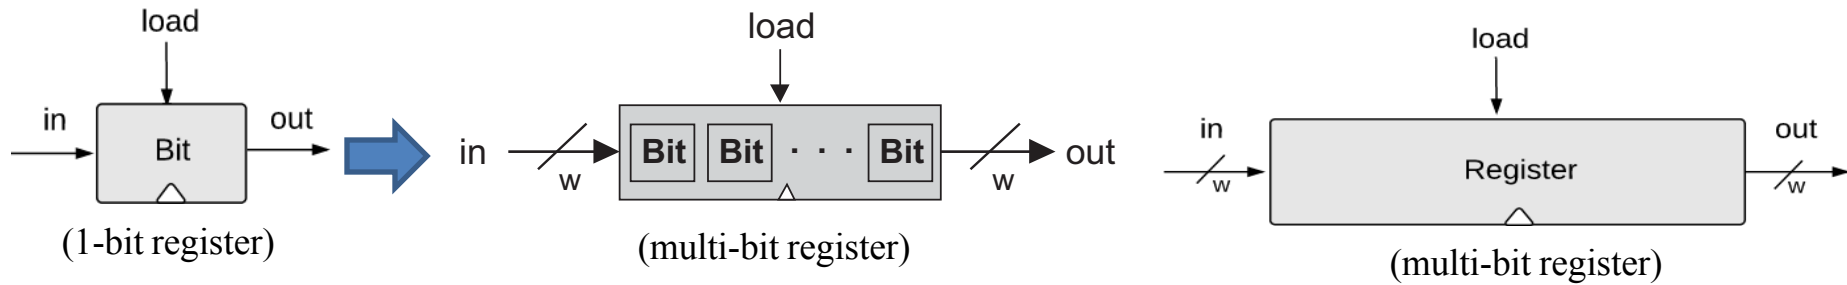 load
in
Bit
out
(1-bit register)
load
in
w
Bit Bit · · · Bit
w
out
(multi-bit register)
load
in
w
Register
out
w
(multi-bit register)